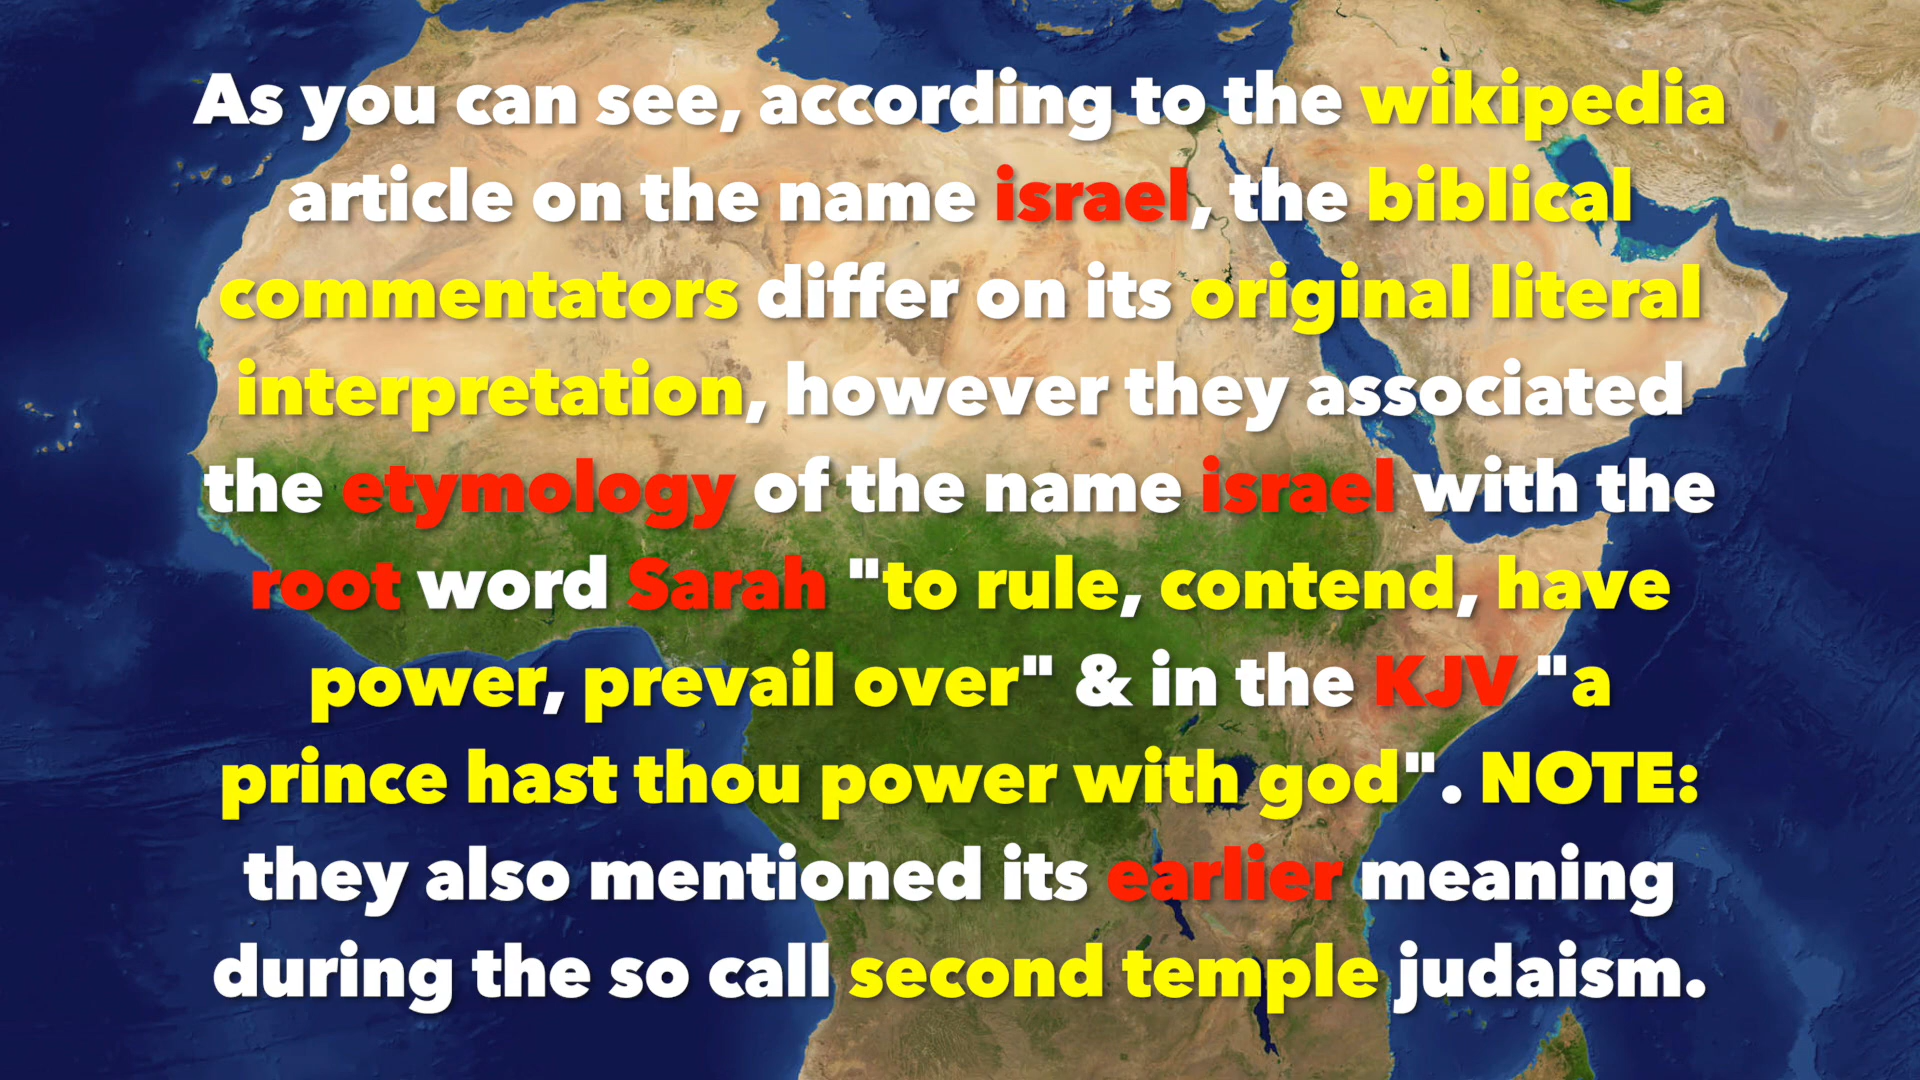 As you can see, according to the wikipedia
article on the name israel, the biblical
commentators differ on its original literal
interpretation, however they associated
the etymology of the name israel with the
root word Sarah "to rule, contend, have
power, prevail over" & in the KJV "a
prince hast thou power with god". NOTE:
they also mentioned its earlier meaning
during the so call second temple judaism.